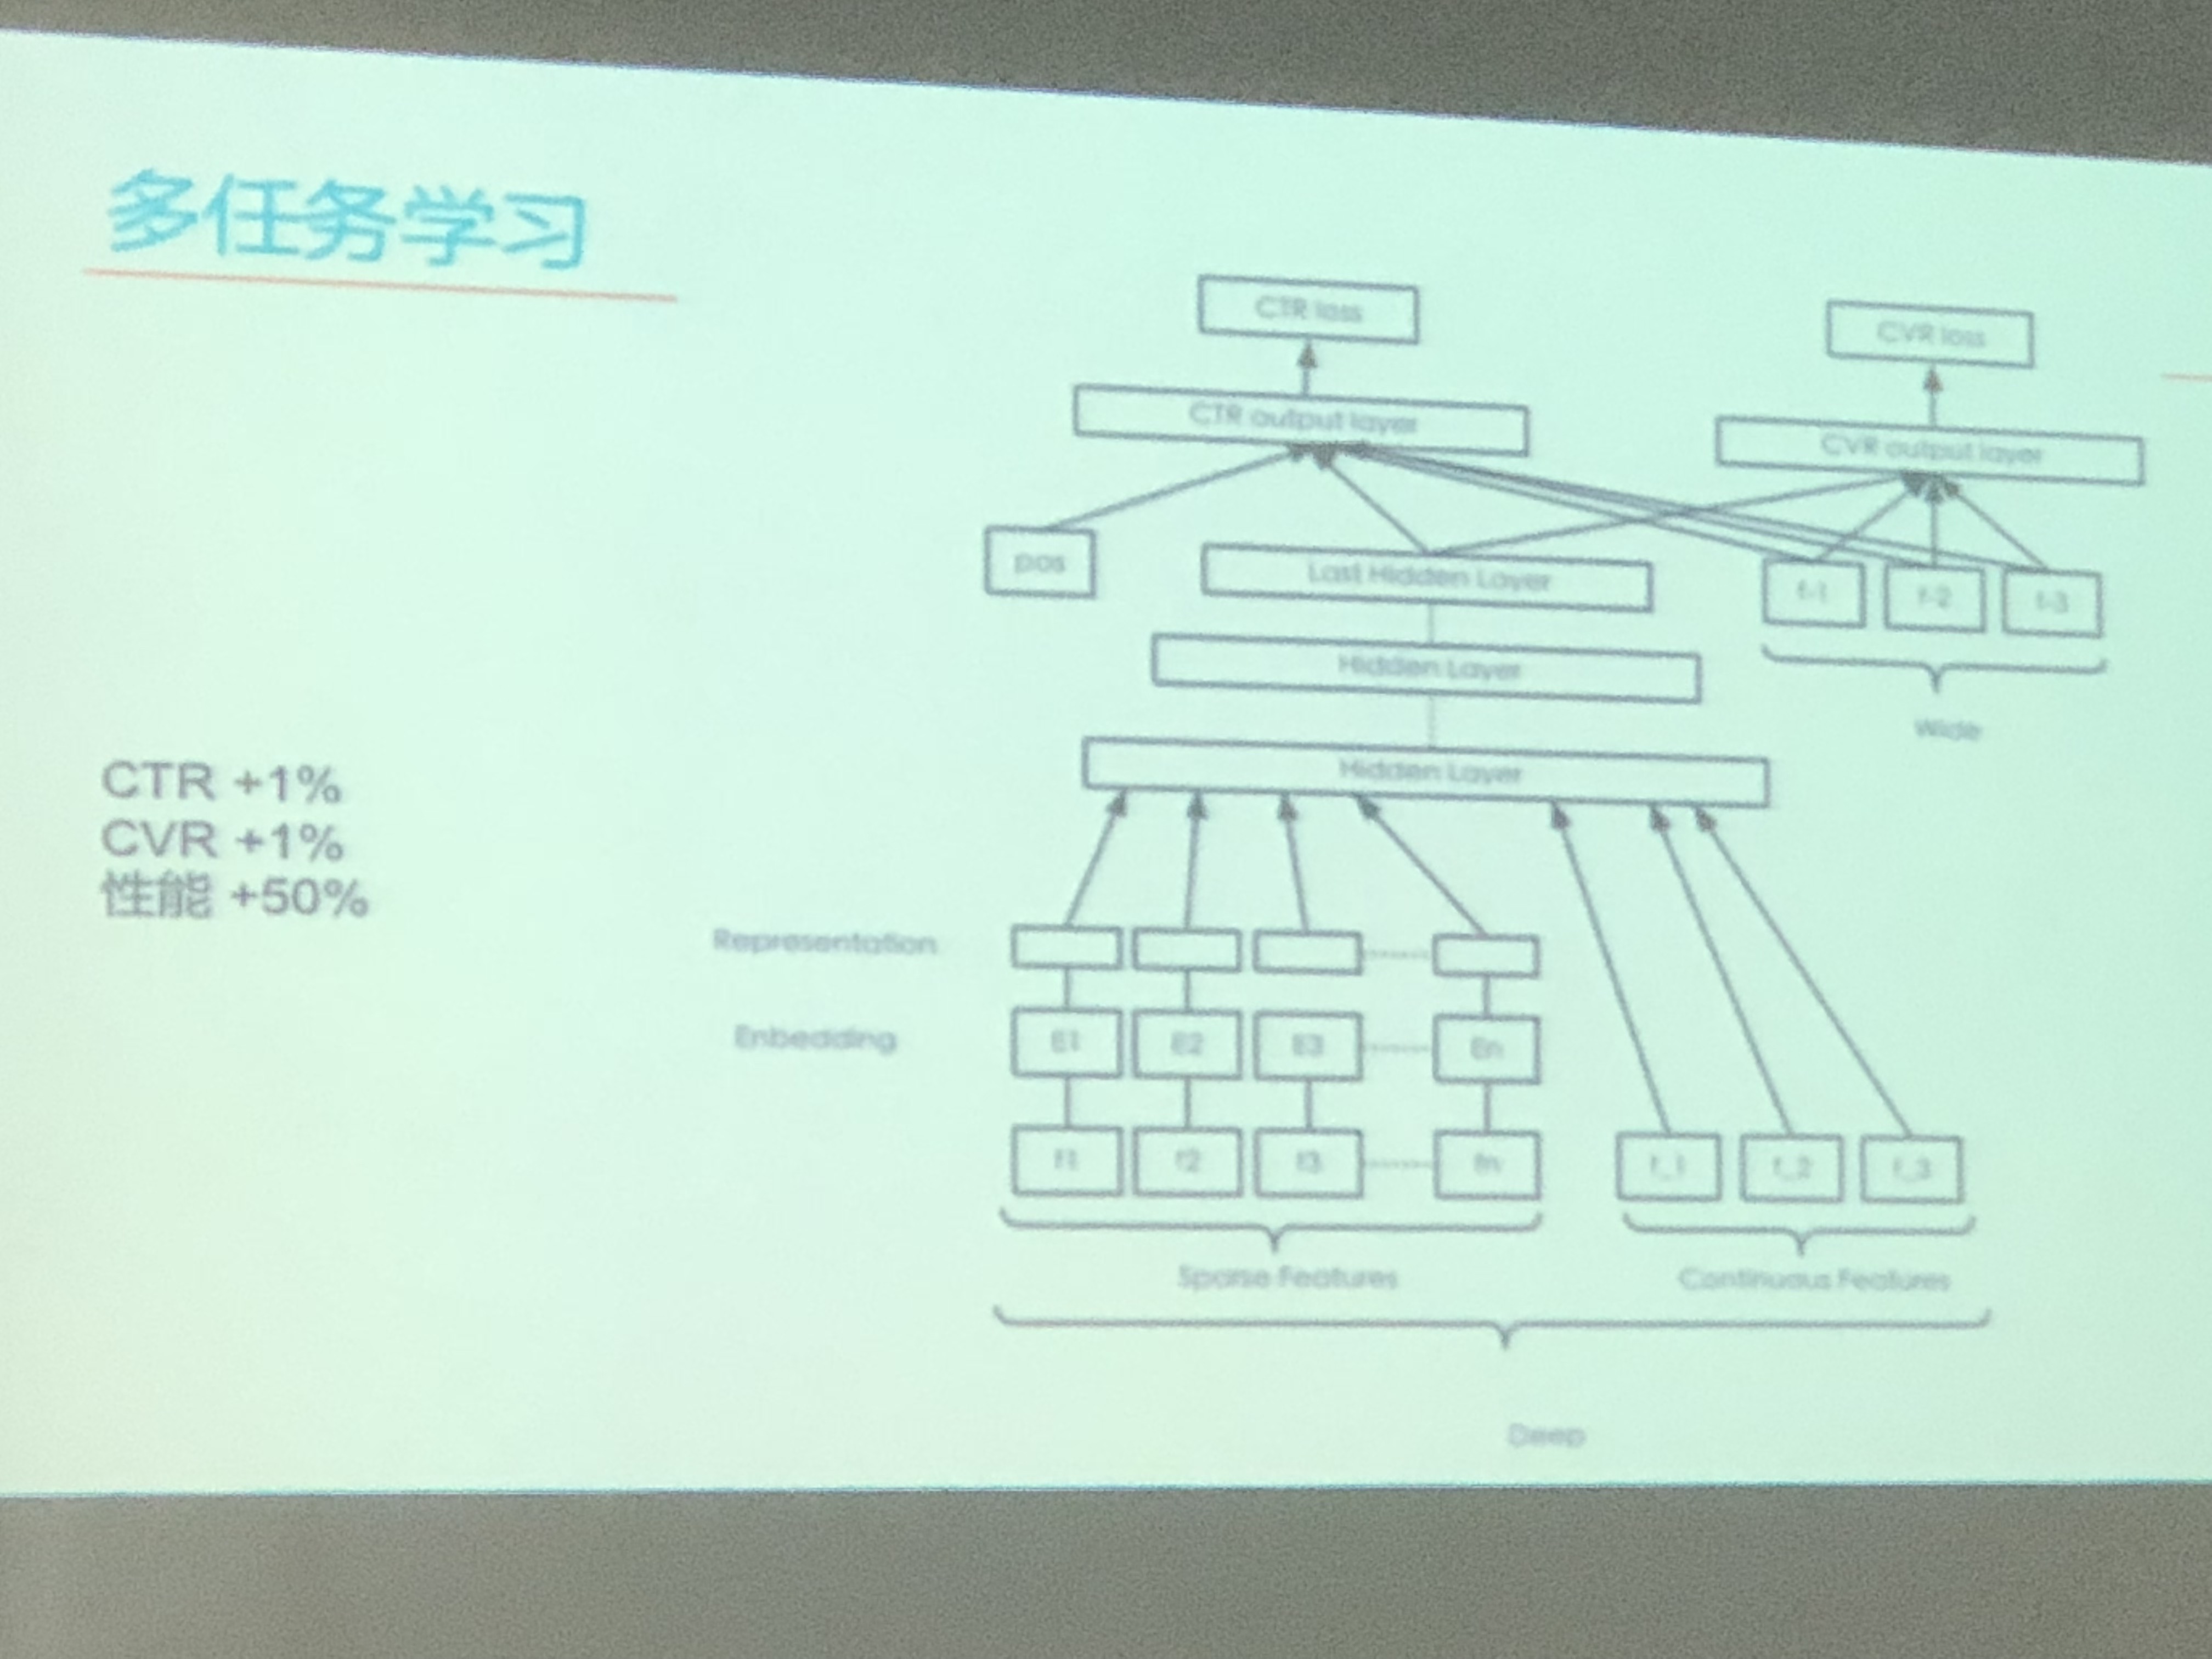 多任务学习
CTR loss
CVR loss
CTR output layer
CVR output layer
pos
Last Hidden Layer
f-1 f-2 f-3
Hidden Layer
Wide
Hidden Layer
CTR +1%
CVR +1%
性能 +50%
Representation
Enbedding
E1 E2 E3 En
f1 f2 f3 fn
f_1 f_2 f_3
Sparse Features
Continuous Features
Deep